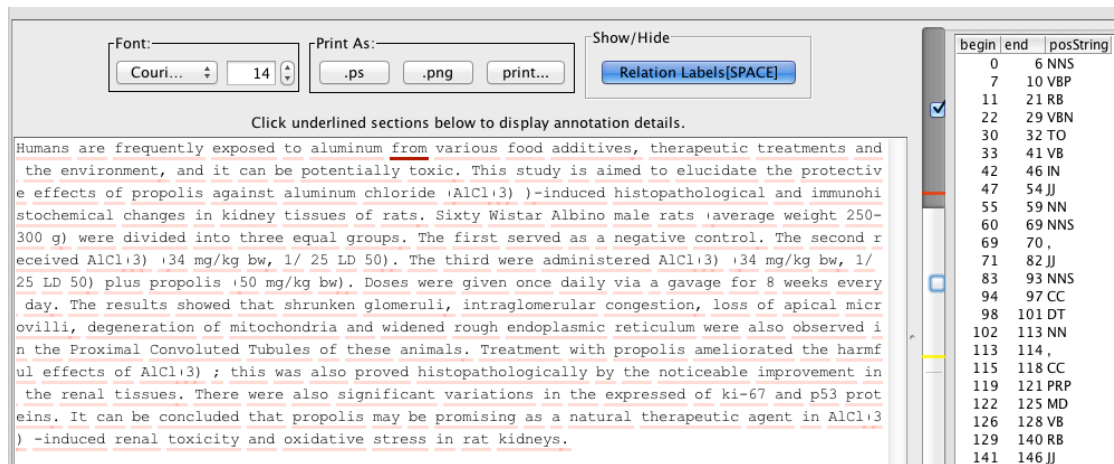 Font:
Print As:
Show/Hide
Couri...
14
.ps
.png
print...
Relation Labels[SPACE]
Click underlined sections below to display annotation details.
Humans are frequently exposed to aluminum from various food additives, therapeutic treatments and
the environment, and it can be potentially toxic. This study is aimed to elucidate the protectiv
e effects of propolis against aluminum chloride (AlCl(3) )-induced histopathological and immunohi
stochemical changes in kidney tissues of rats. Sixty Wistar Albino male rats (average weight 250-
300 g) were divided into three equal groups. The first served as a negative control. The second r
eceived AlCl(3) (34 mg/kg bw, 1/ 25 LD 50). The third were administered AlCl(3) (34 mg/kg bw, 1/
25 LD 50) plus propolis (50 mg/kg bw). Doses were given once daily via a gavage for 8 weeks every
day. The results showed that shrunken glomeruli, intraglomerular congestion, loss of apical micr
ovilli, degeneration of mitochondria and widened rough endoplasmic reticulum were also observed i
n the Proximal Convoluted Tubules of these animals. Treatment with propolis ameliorated the harmf
ul effects of AlCl(3) ; this was also proved histopathologically by the noticeable improvement in
the renal tissues. There were also significant variations in the expressed of ki-67 and p53 prot
eins. It can be concluded that propolis may be promising as a natural therapeutic agent in AlCl(3
) -induced renal toxicity and oxidative stress in rat kidneys.
begin end posString
0 6 NNS
7 10 VBP
11 21 RB
22 29 VBN
30 32 TO
33 41 VB
42 46 IN
47 54 JJ
55 59 NN
60 69 NNS
69 70 ,
71 82 JJ
83 93 NNS
94 97 CC
98 101 DT
102 113 NN
113 114 ,
115 118 CC
119 121 PRP
122 125 MD
126 128 VB
129 140 RB
141 146 JJ